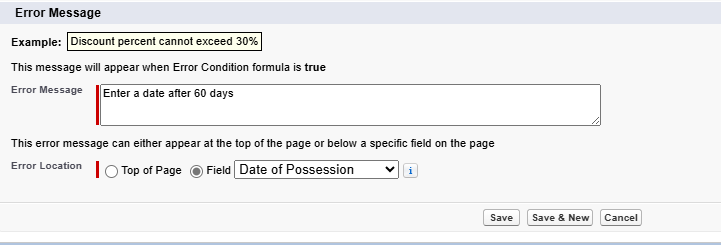 Error Message
Example: Discount percent cannot exceed 30%
This message will appear when Error Condition formula is true
Error Message Enter a date after 60 days
This error message can either appear at the top of the page or below a specific field on the page
Error Location Top of Page Field Date of Possession i
Save Save & New Cancel